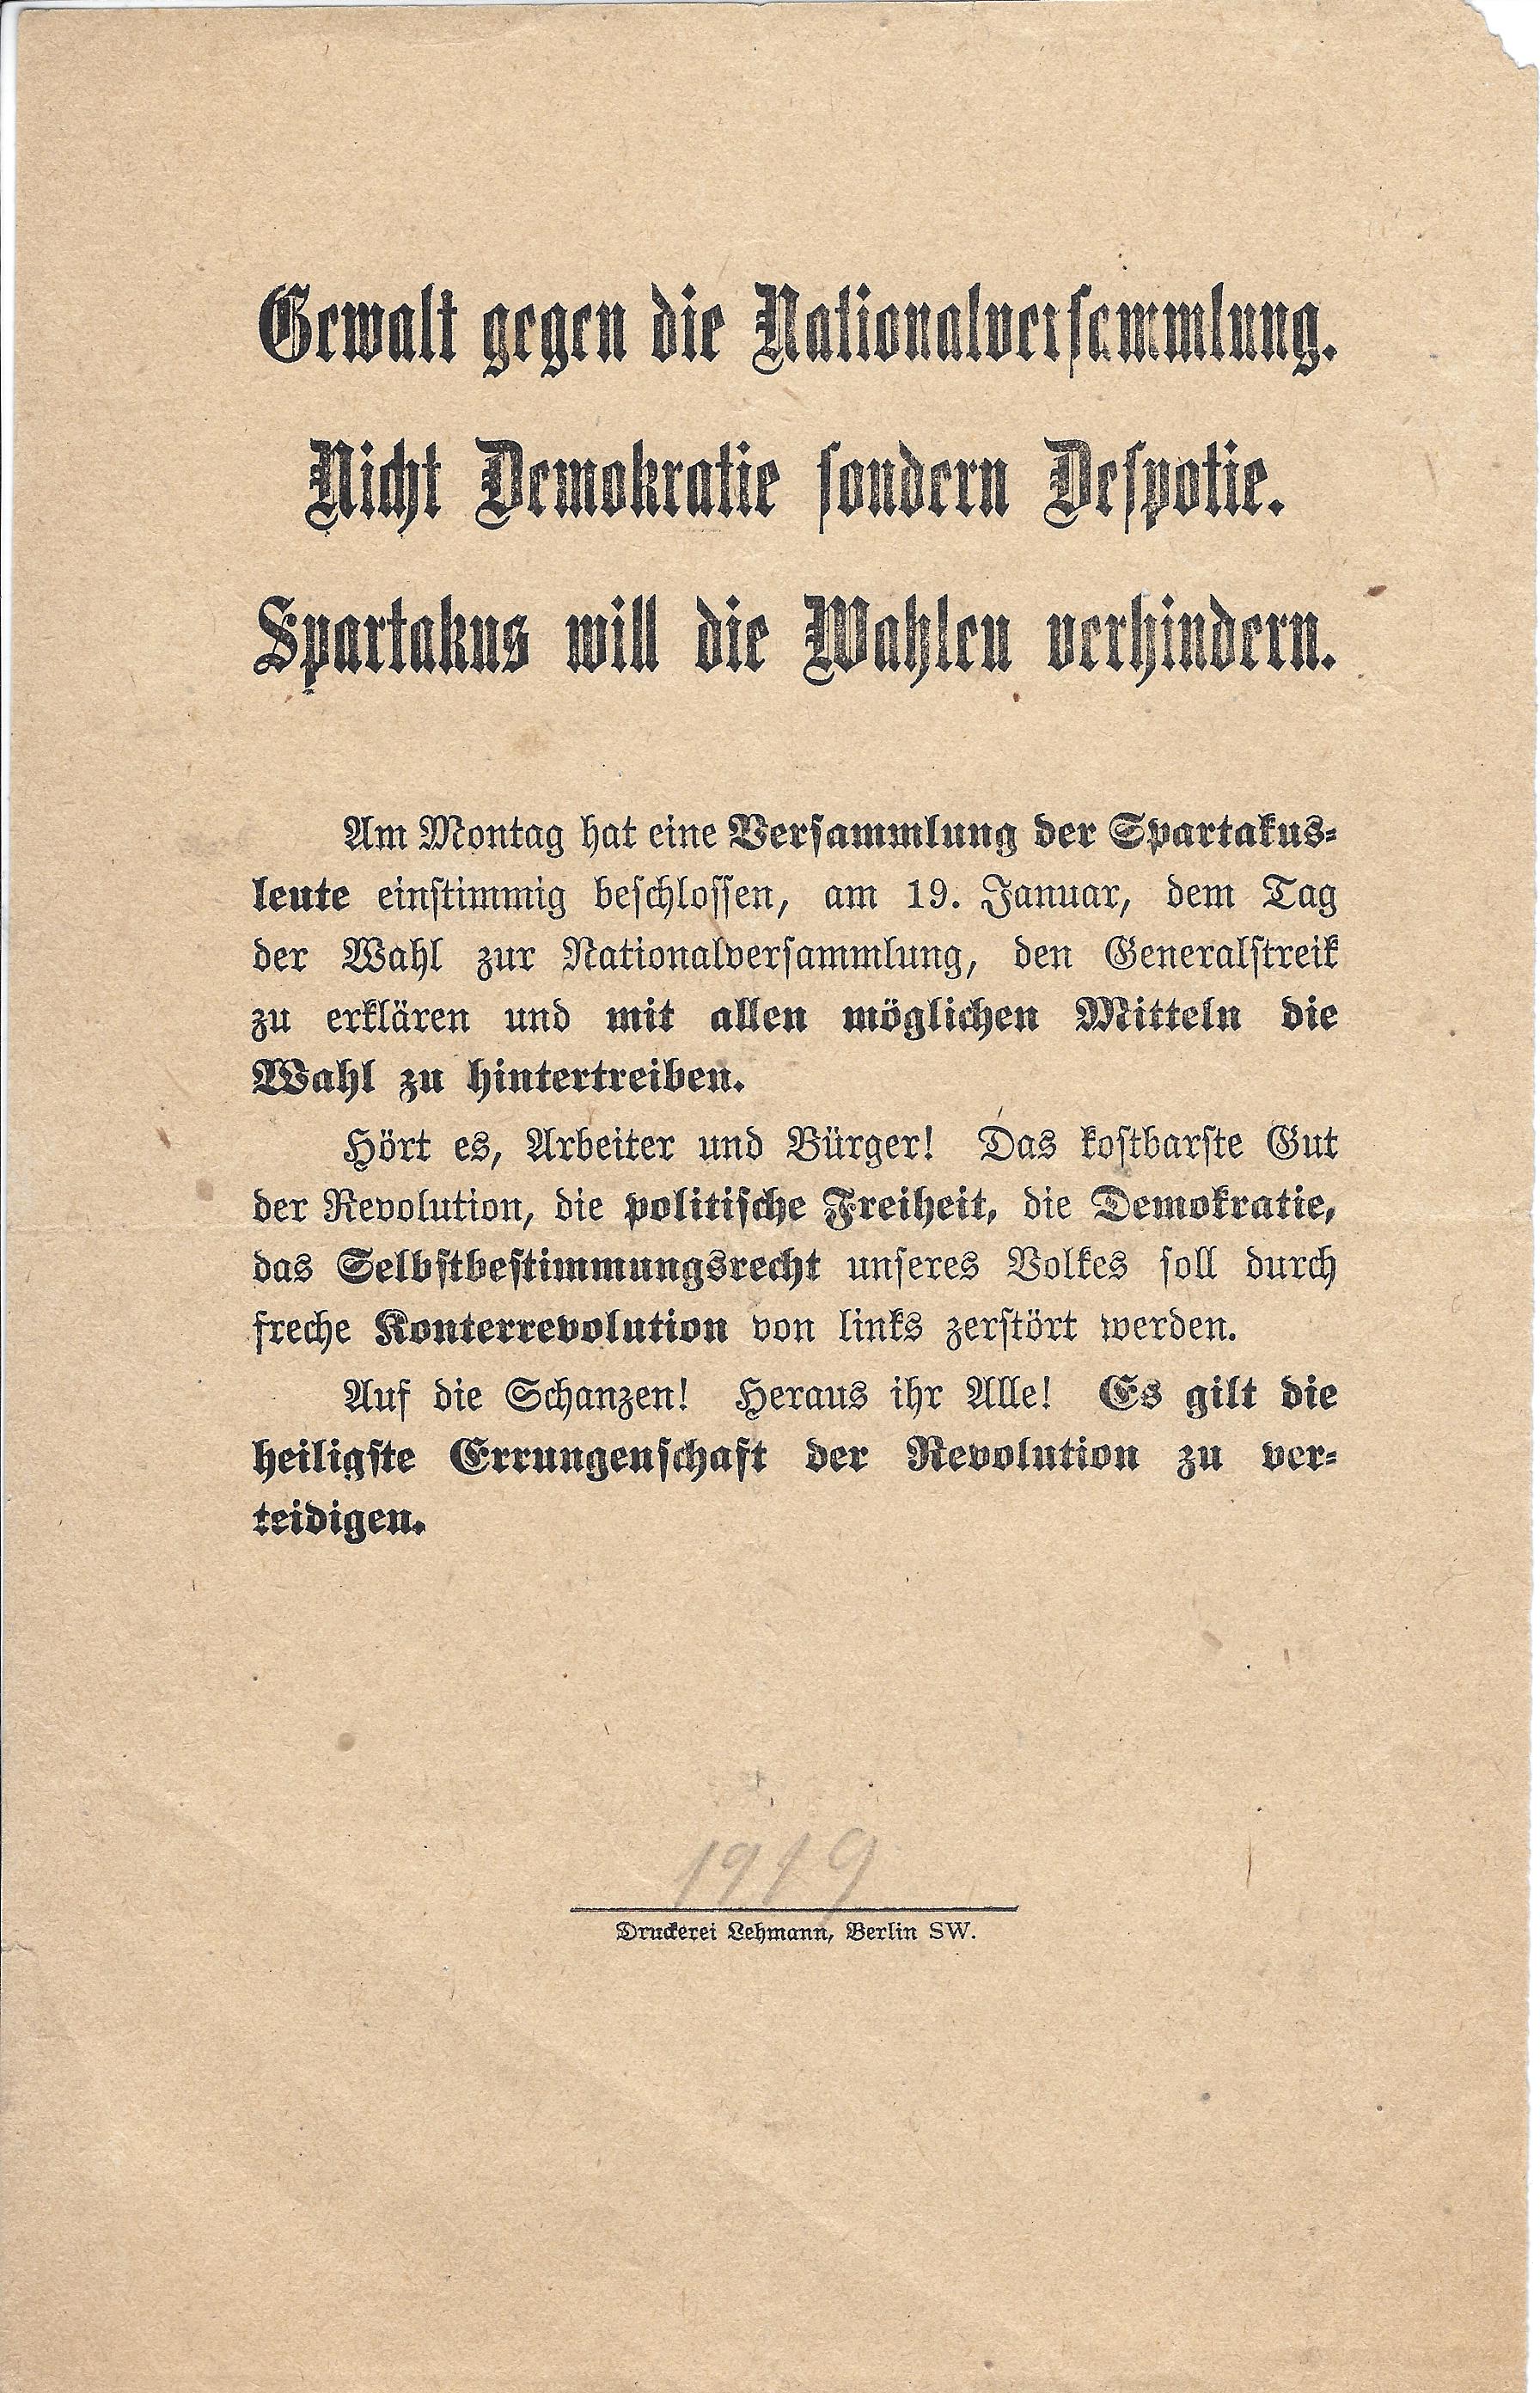 Gewalt gegen die Nationalversammlung.
Nicht Demokratie sondern Despotie.
Spartakus will die Wahlen verhindern.
Am Montag hat eine Versammlung der Spartakus-
leute einstimmig beschlossen, am 19. Januar, dem Tag
der Wahl zur Nationalversammlung, den Generalstreik
zu erklären und mit allen möglichen Mitteln die
Wahl zu hintertreiben.
Hört es, Arbeiter und Bürger! Das kostbarste Gut
der Revolution, die politische Freiheit, die Demokratie,
das Selbstbestimmungsrecht unseres Volkes soll durch
freche Konterrevolution von links zerstört werden.
Auf die Schanzen! Heraus ihr Alle! Es gilt die
heiligste Errungenschaft der Revolution zu ver-
teidigen.
1919
Druckerei Lehmann, Berlin SW.